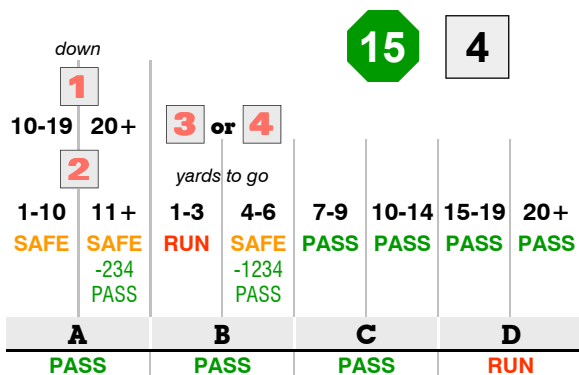 15 4
down
1
10-19 20+ 3 or 4
2
yards to go
1-10 11+ 1-3 4-6 7-9 10-14 15-19 20+
SAFE SAFE RUN SAFE PASS PASS PASS PASS
-234 -1234
PASS PASS
A B C D
PASS PASS PASS RUN